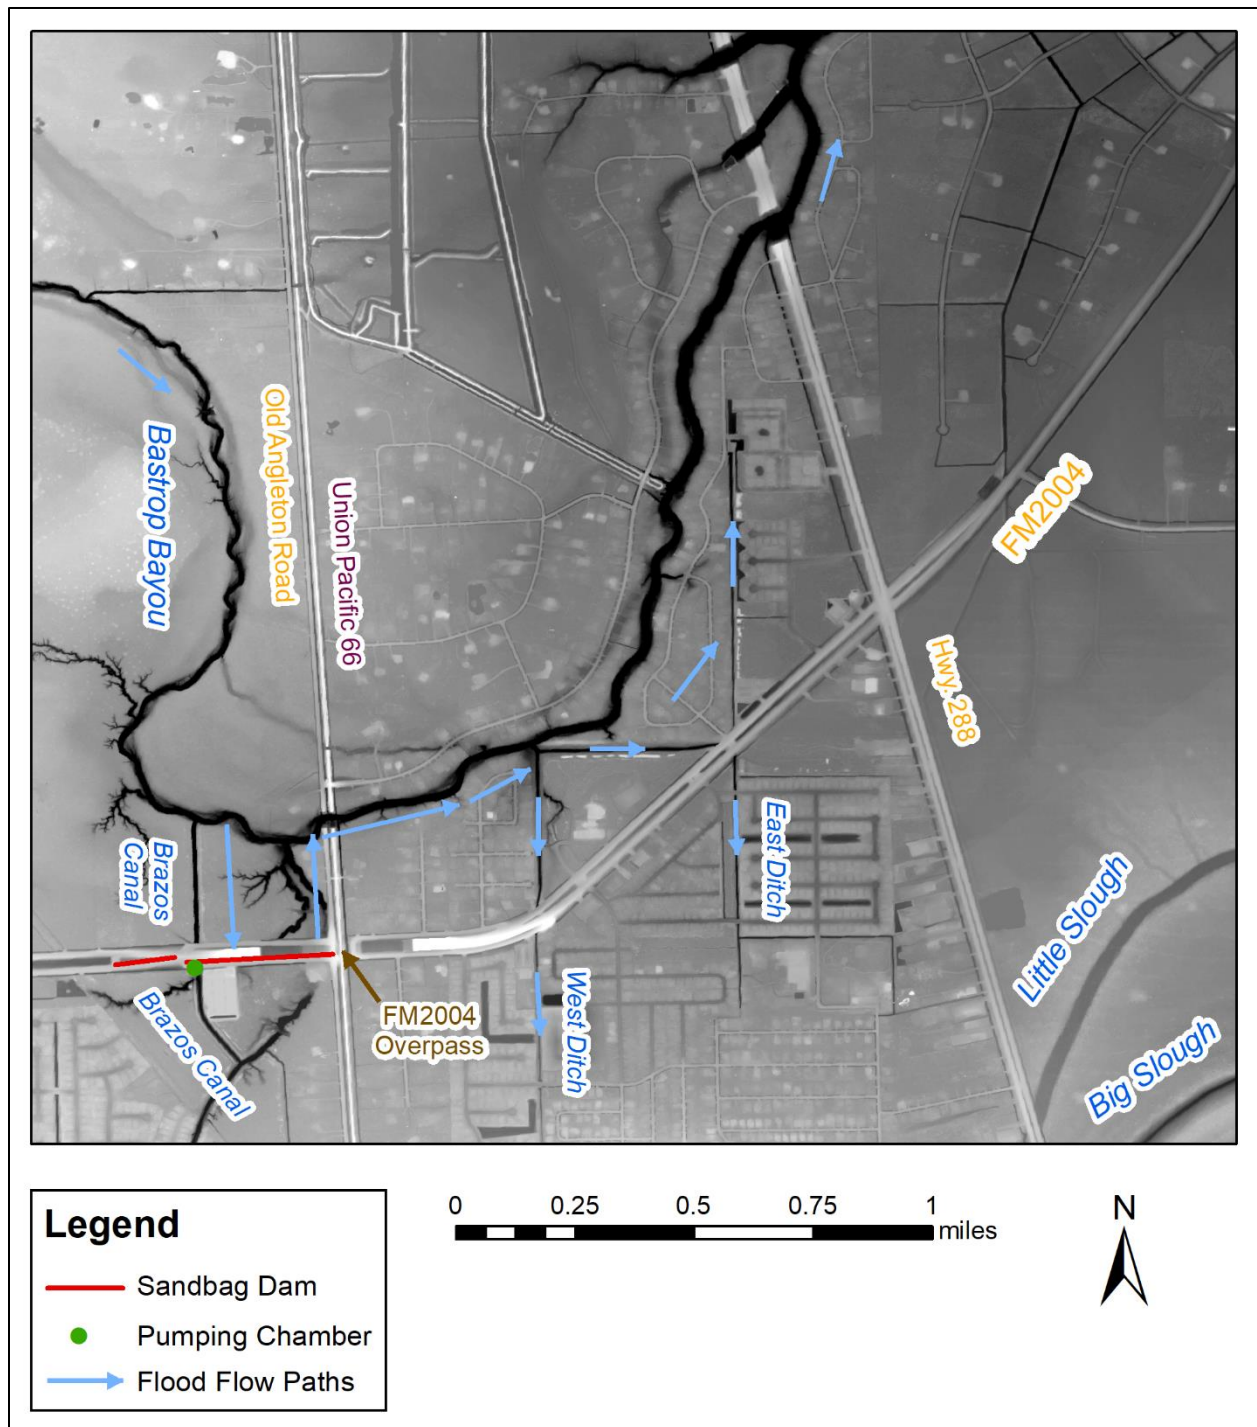 Bastrop Bayou
Old Angleton Road
Union Pacific 66
FM2004
Hwy. 288
Brazos
Canal
East Ditch
Little Slough
FM2004
Overpass
West Ditch
Brazos Canal
Big Slough
Legend
Sandbag Dam
Pumping Chamber
Flood Flow Paths
0 0.25 0.5 0.75 1
miles
N